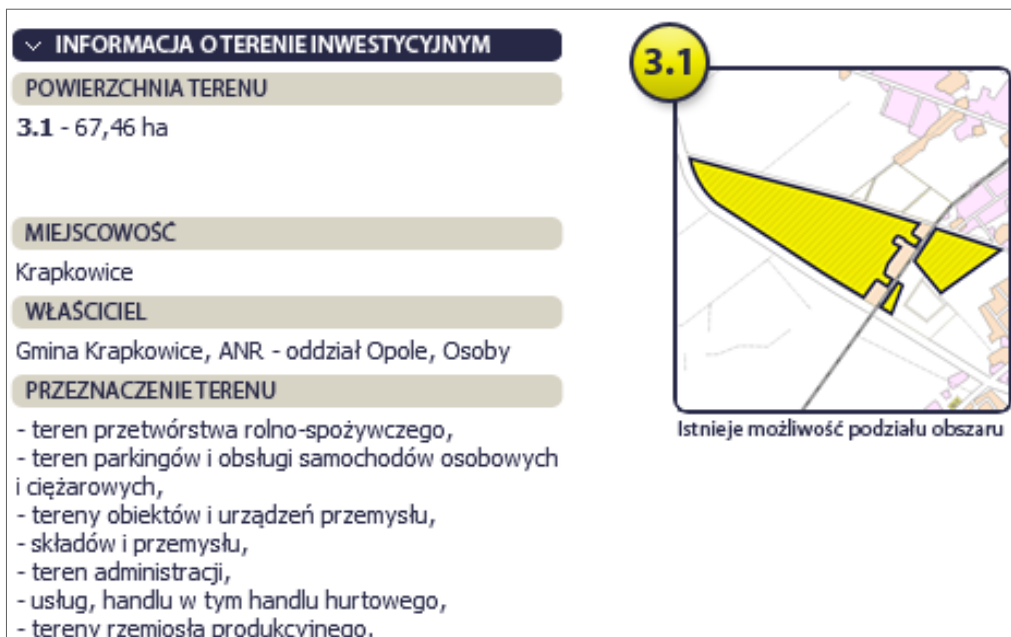 INFORMACJA O TERENIE INWESTYCYJNYM
POWIERZCHNIA TERENU
3.1 - 67,46 ha
MIEJSCOWOŚĆ
Krapkowice
WŁAŚCICIEL
Gmina Krapkowice, ANR - oddział Opole, Osoby
PRZEZNACZENIE TERENU
- teren przetwórstwa rolno-spożywczego,
- teren parkingów i obsługi samochodów osobowych
i ciężarowych,
- tereny obiektów i urządzeń przemysłu,
- składów i przemysłu,
- teren administracji,
- usług, handlu w tym handlu hurtowego,
- tereny rzemiosła produkcyjnego.
3.1
Istnieje możliwość podziału obszaru